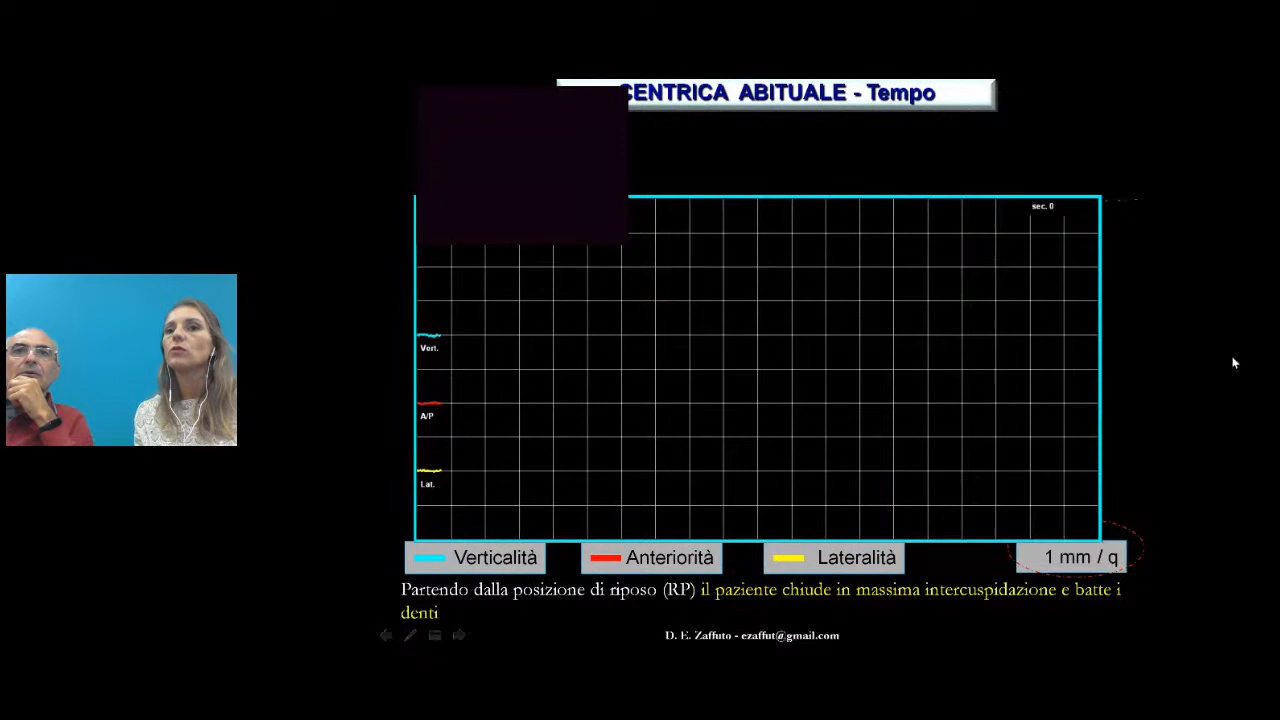 CENTRICA ABITUALE - Tempo
sec. 0
Vert.
A/P
Lat.
Verticalità
Anteriorità
Lateralità
1 mm / q
Partendo dalla posizione di riposo (RP) il paziente chiude in massima intercuspidazione e batte i
denti
D. E. Zaffuto - ezaffut@gmail.com